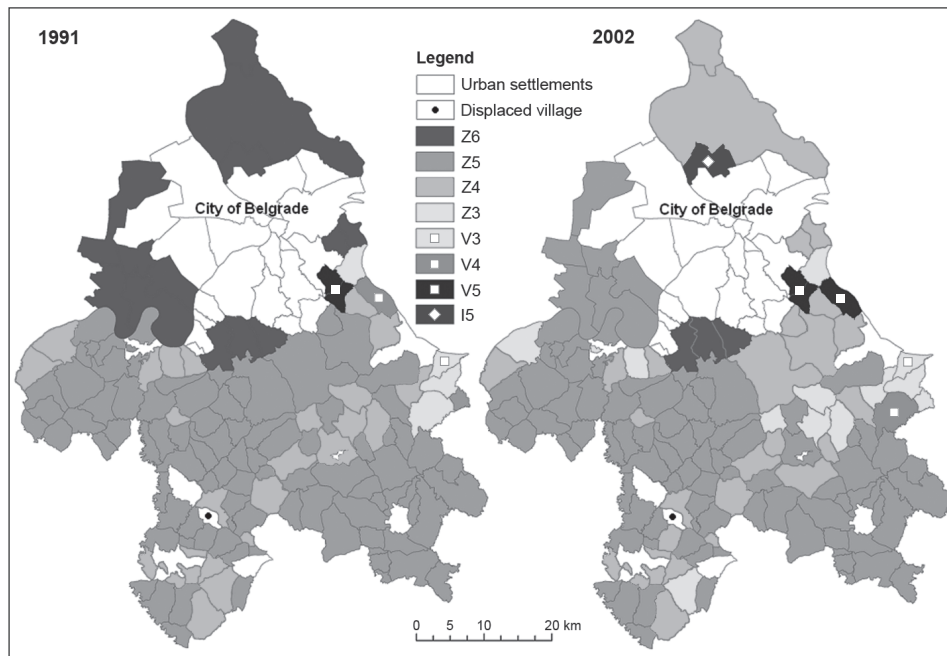 1991
2002
Legend
Urban settlements
Displaced village
Z6
Z5
Z4
Z3
V3
V4
V5
I5
City of Belgrade
City of Belgrade
0 5 10 20 km